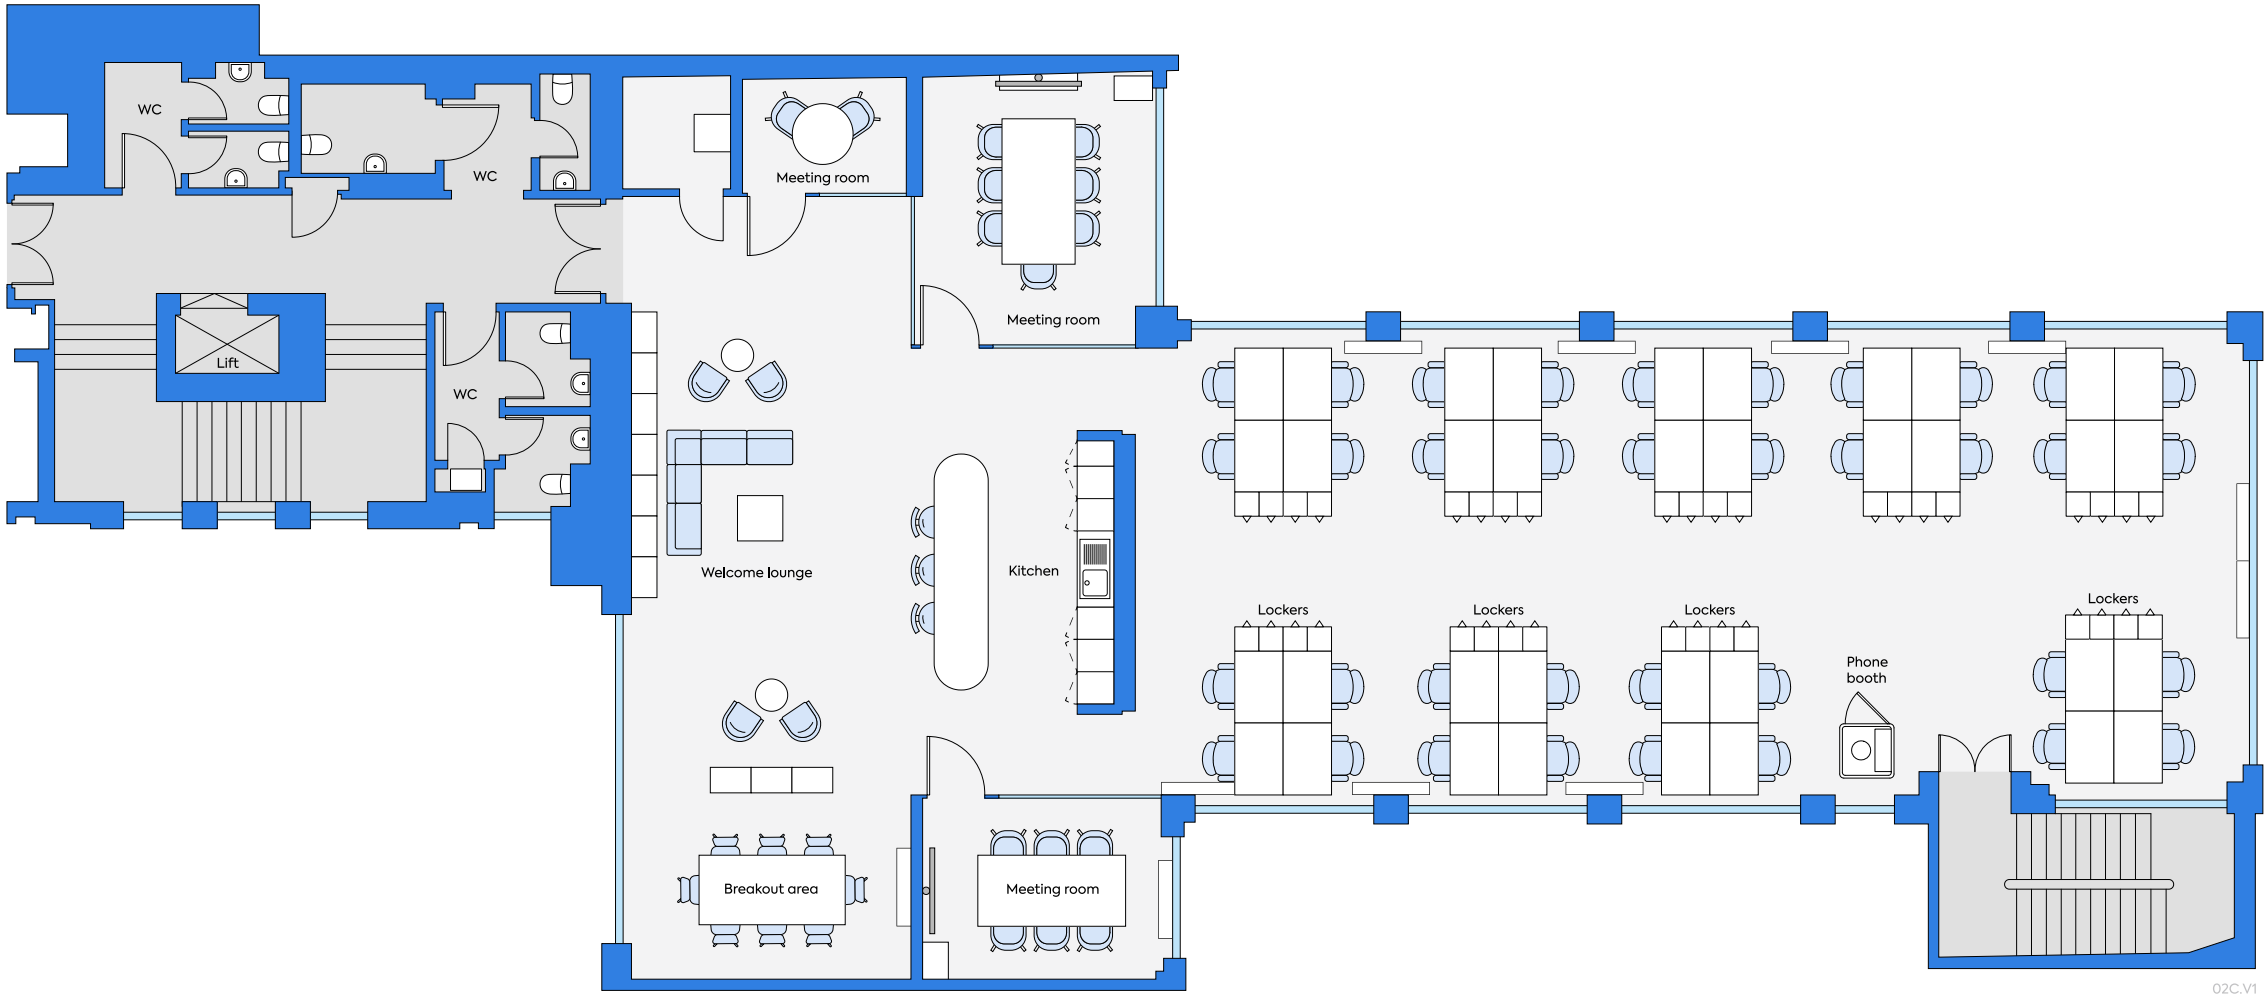 WC
WC
Meeting room
Meeting room
Lift
WC
Welcome lounge
Kitchen
Lockers
Lockers
Lockers
Lockers
Phone
booth
Breakout area
Meeting room
02C.V1